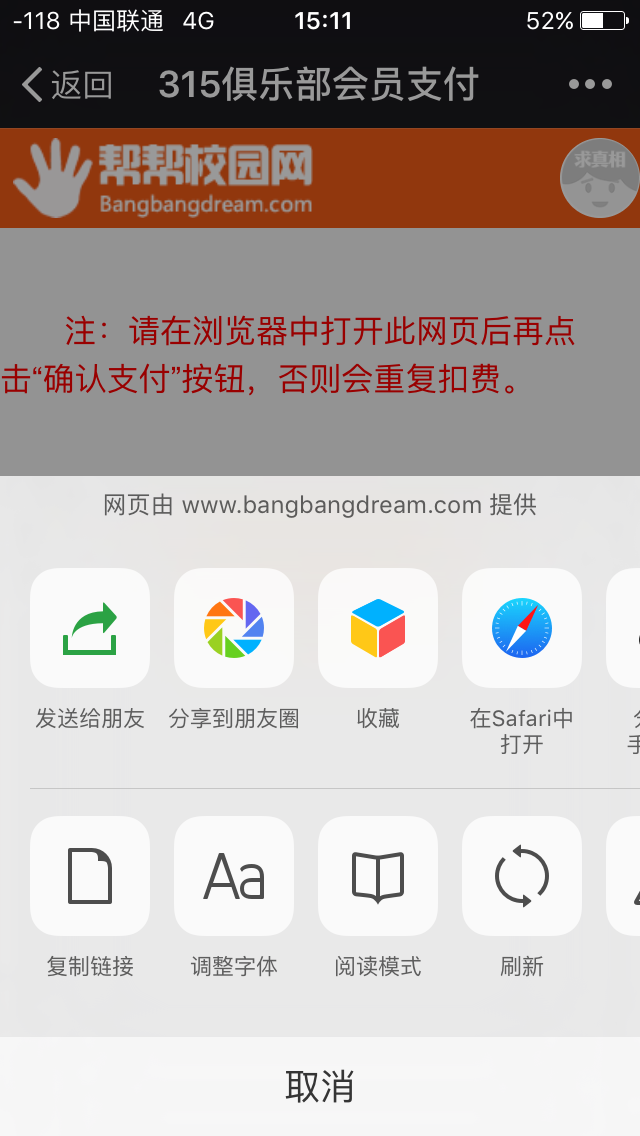 -118 中国联通 4G 15:11 52%
返回 315俱乐部会员支付
帮帮校园网
Bangbangdream.com
求真相
注：请在浏览器中打开此网页后再点
击“确认支付”按钮，否则会重复扣费。
网页由 www.bangbangdream.com 提供
发送给朋友 分享到朋友圈 收藏 在Safari中
打开
Aa
复制链接 调整字体 阅读模式 刷新
取消